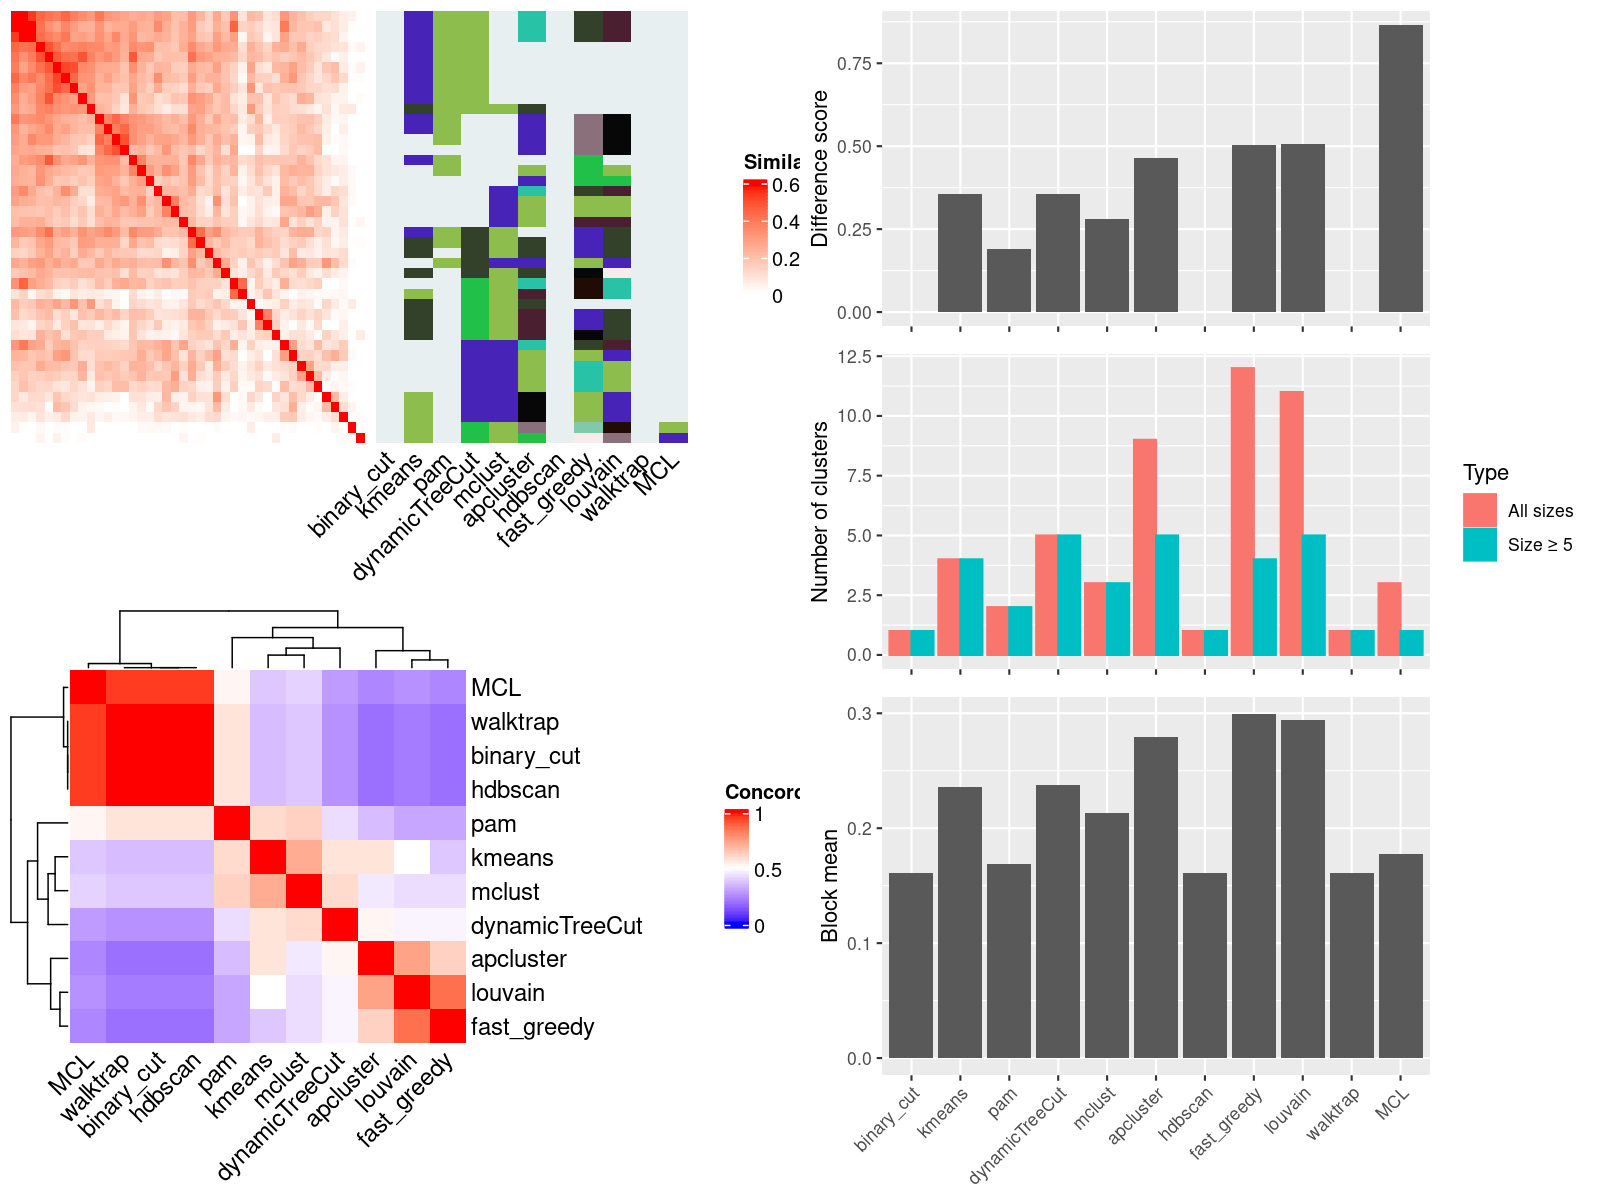 Simila
0.6
0.4
0.2
0
binary_cut
kmeans
pam
dynamicTreeCut
mclust
apcluster
hdbscan
fast_greedy
louvain
walktrap
MCL
MCL
walktrap
binary_cut
hdbscan
pam
kmeans
mclust
dynamicTreeCut
apcluster
louvain
fast_greedy
MCL
walktrap
binary_cut
hdbscan
pam
kmeans
mclust
dynamicTreeCut
apcluster
louvain
fast_greedy
Concord
1
0.5
0
Difference score
0.75
0.50
0.25
0.00
Number of clusters
12.5
10.0
7.5
5.0
2.5
0.0
Type
All sizes
Size ≥ 5
Block mean
0.3
0.2
0.1
0.0
binary_cut
kmeans
pam
dynamicTreeCut
mclust
apcluster
hdbscan
fast_greedy
louvain
walktrap
MCL